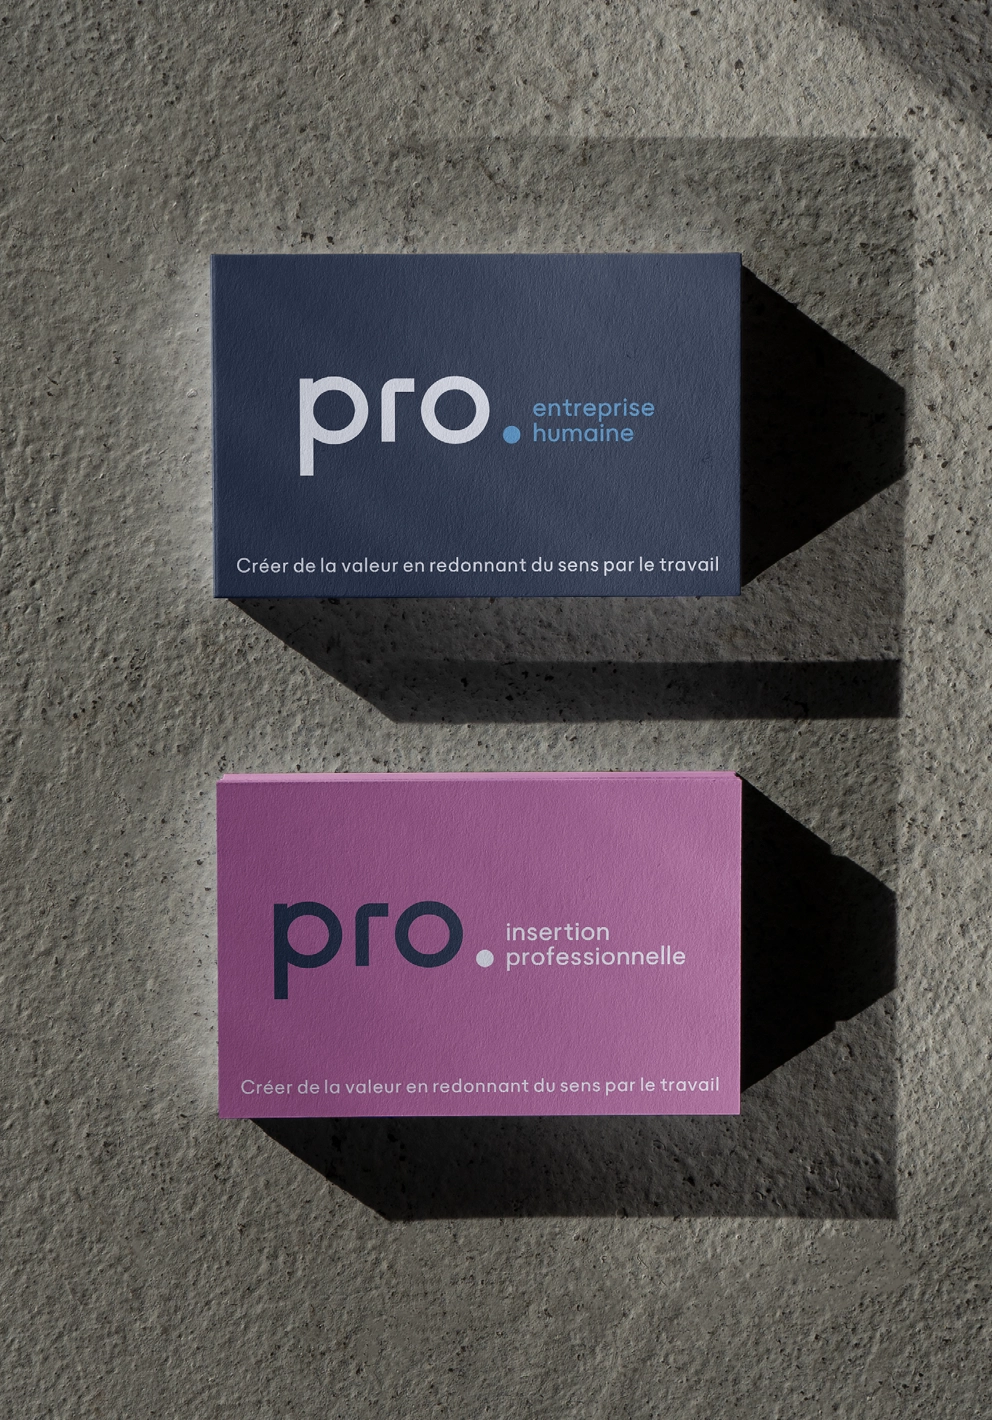 pro.
entreprise
humaine
Créer de la valeur en redonnant du sens par le travail
pro.
insertion
professionnelle
Créer de la valeur en redonnant du sens par le travail